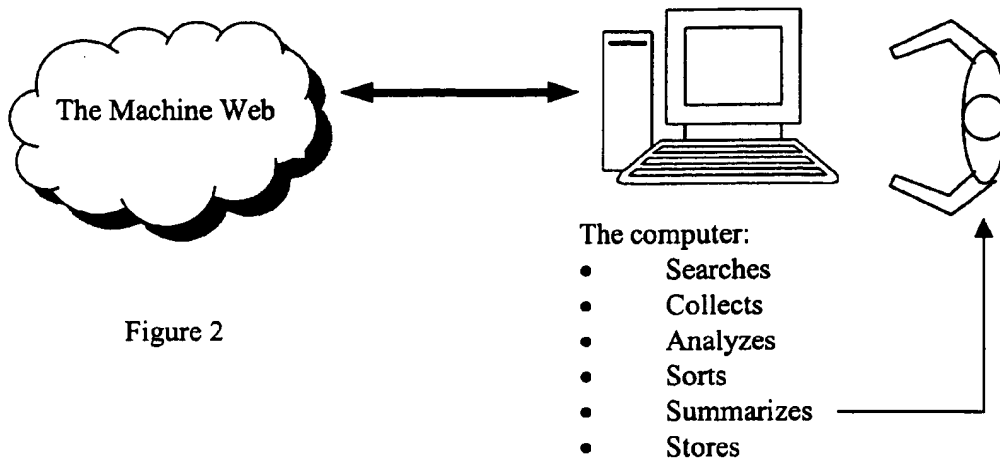 The Machine Web
The computer:
• Searches
• Collects
• Analyzes
• Sorts
• Summarizes
• Stores
Figure 2